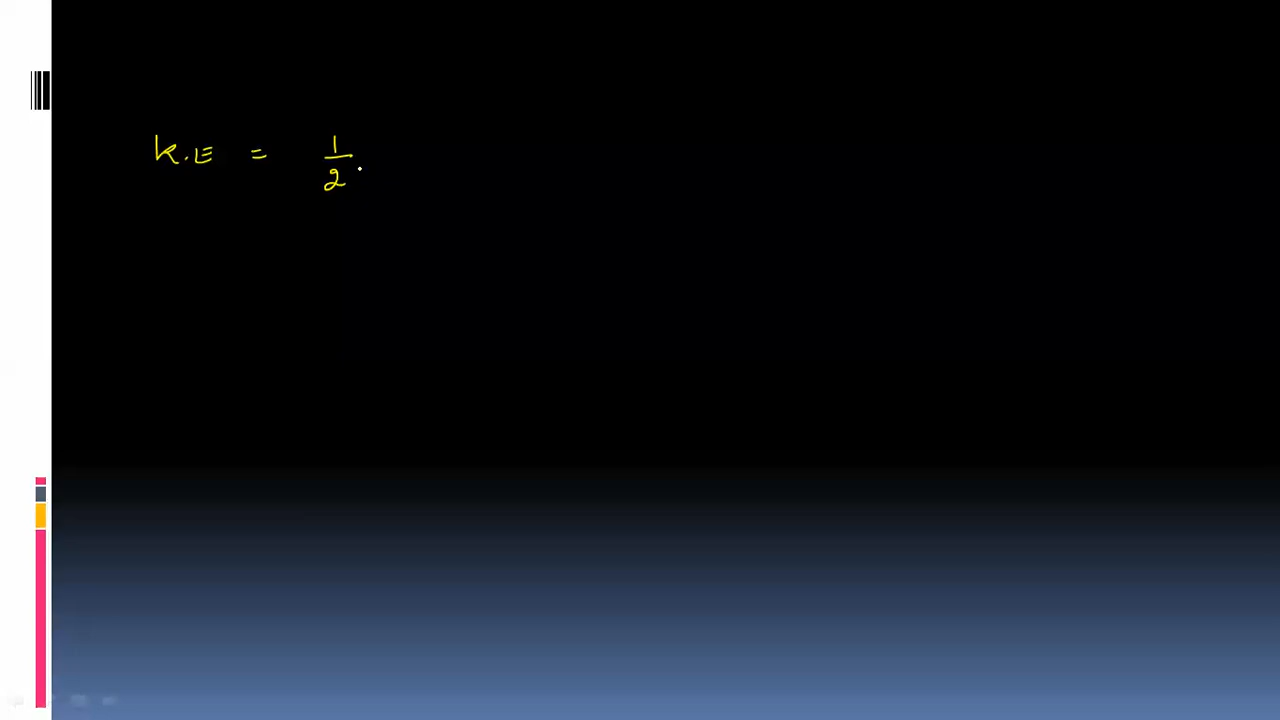 K.E = 1/2